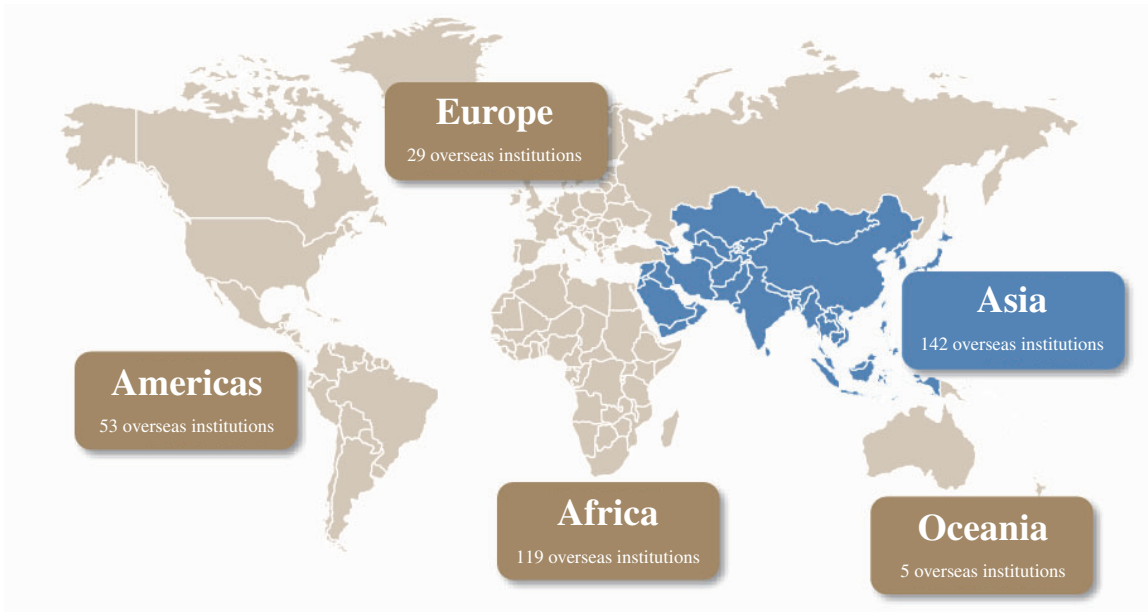 Europe
29 overseas institutions
Asia
142 overseas institutions
Americas
53 overseas institutions
Africa
119 overseas institutions
Oceania
5 overseas institutions